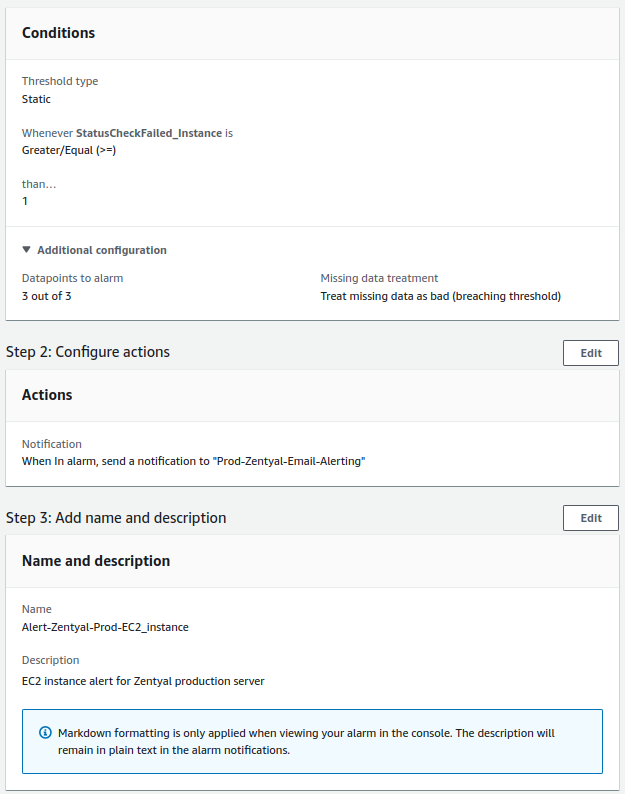 Conditions
Threshold type
Static
Whenever StatusCheckFailed_Instance is
Greater/Equal (>=)
than...
1
Additional configuration
Datapoints to alarm
3 out of 3
Missing data treatment
Treat missing data as bad (breaching threshold)
Step 2: Configure actions
Edit
Actions
Notification
When In alarm, send a notification to "Prod-Zentyal-Email-Alerting"
Step 3: Add name and description
Edit
Name and description
Name
Alert-Zentyal-Prod-EC2_instance
Description
EC2 instance alert for Zentyal production server
Markdown formatting is only applied when viewing your alarm in the console. The description will
remain in plain text in the alarm notifications.